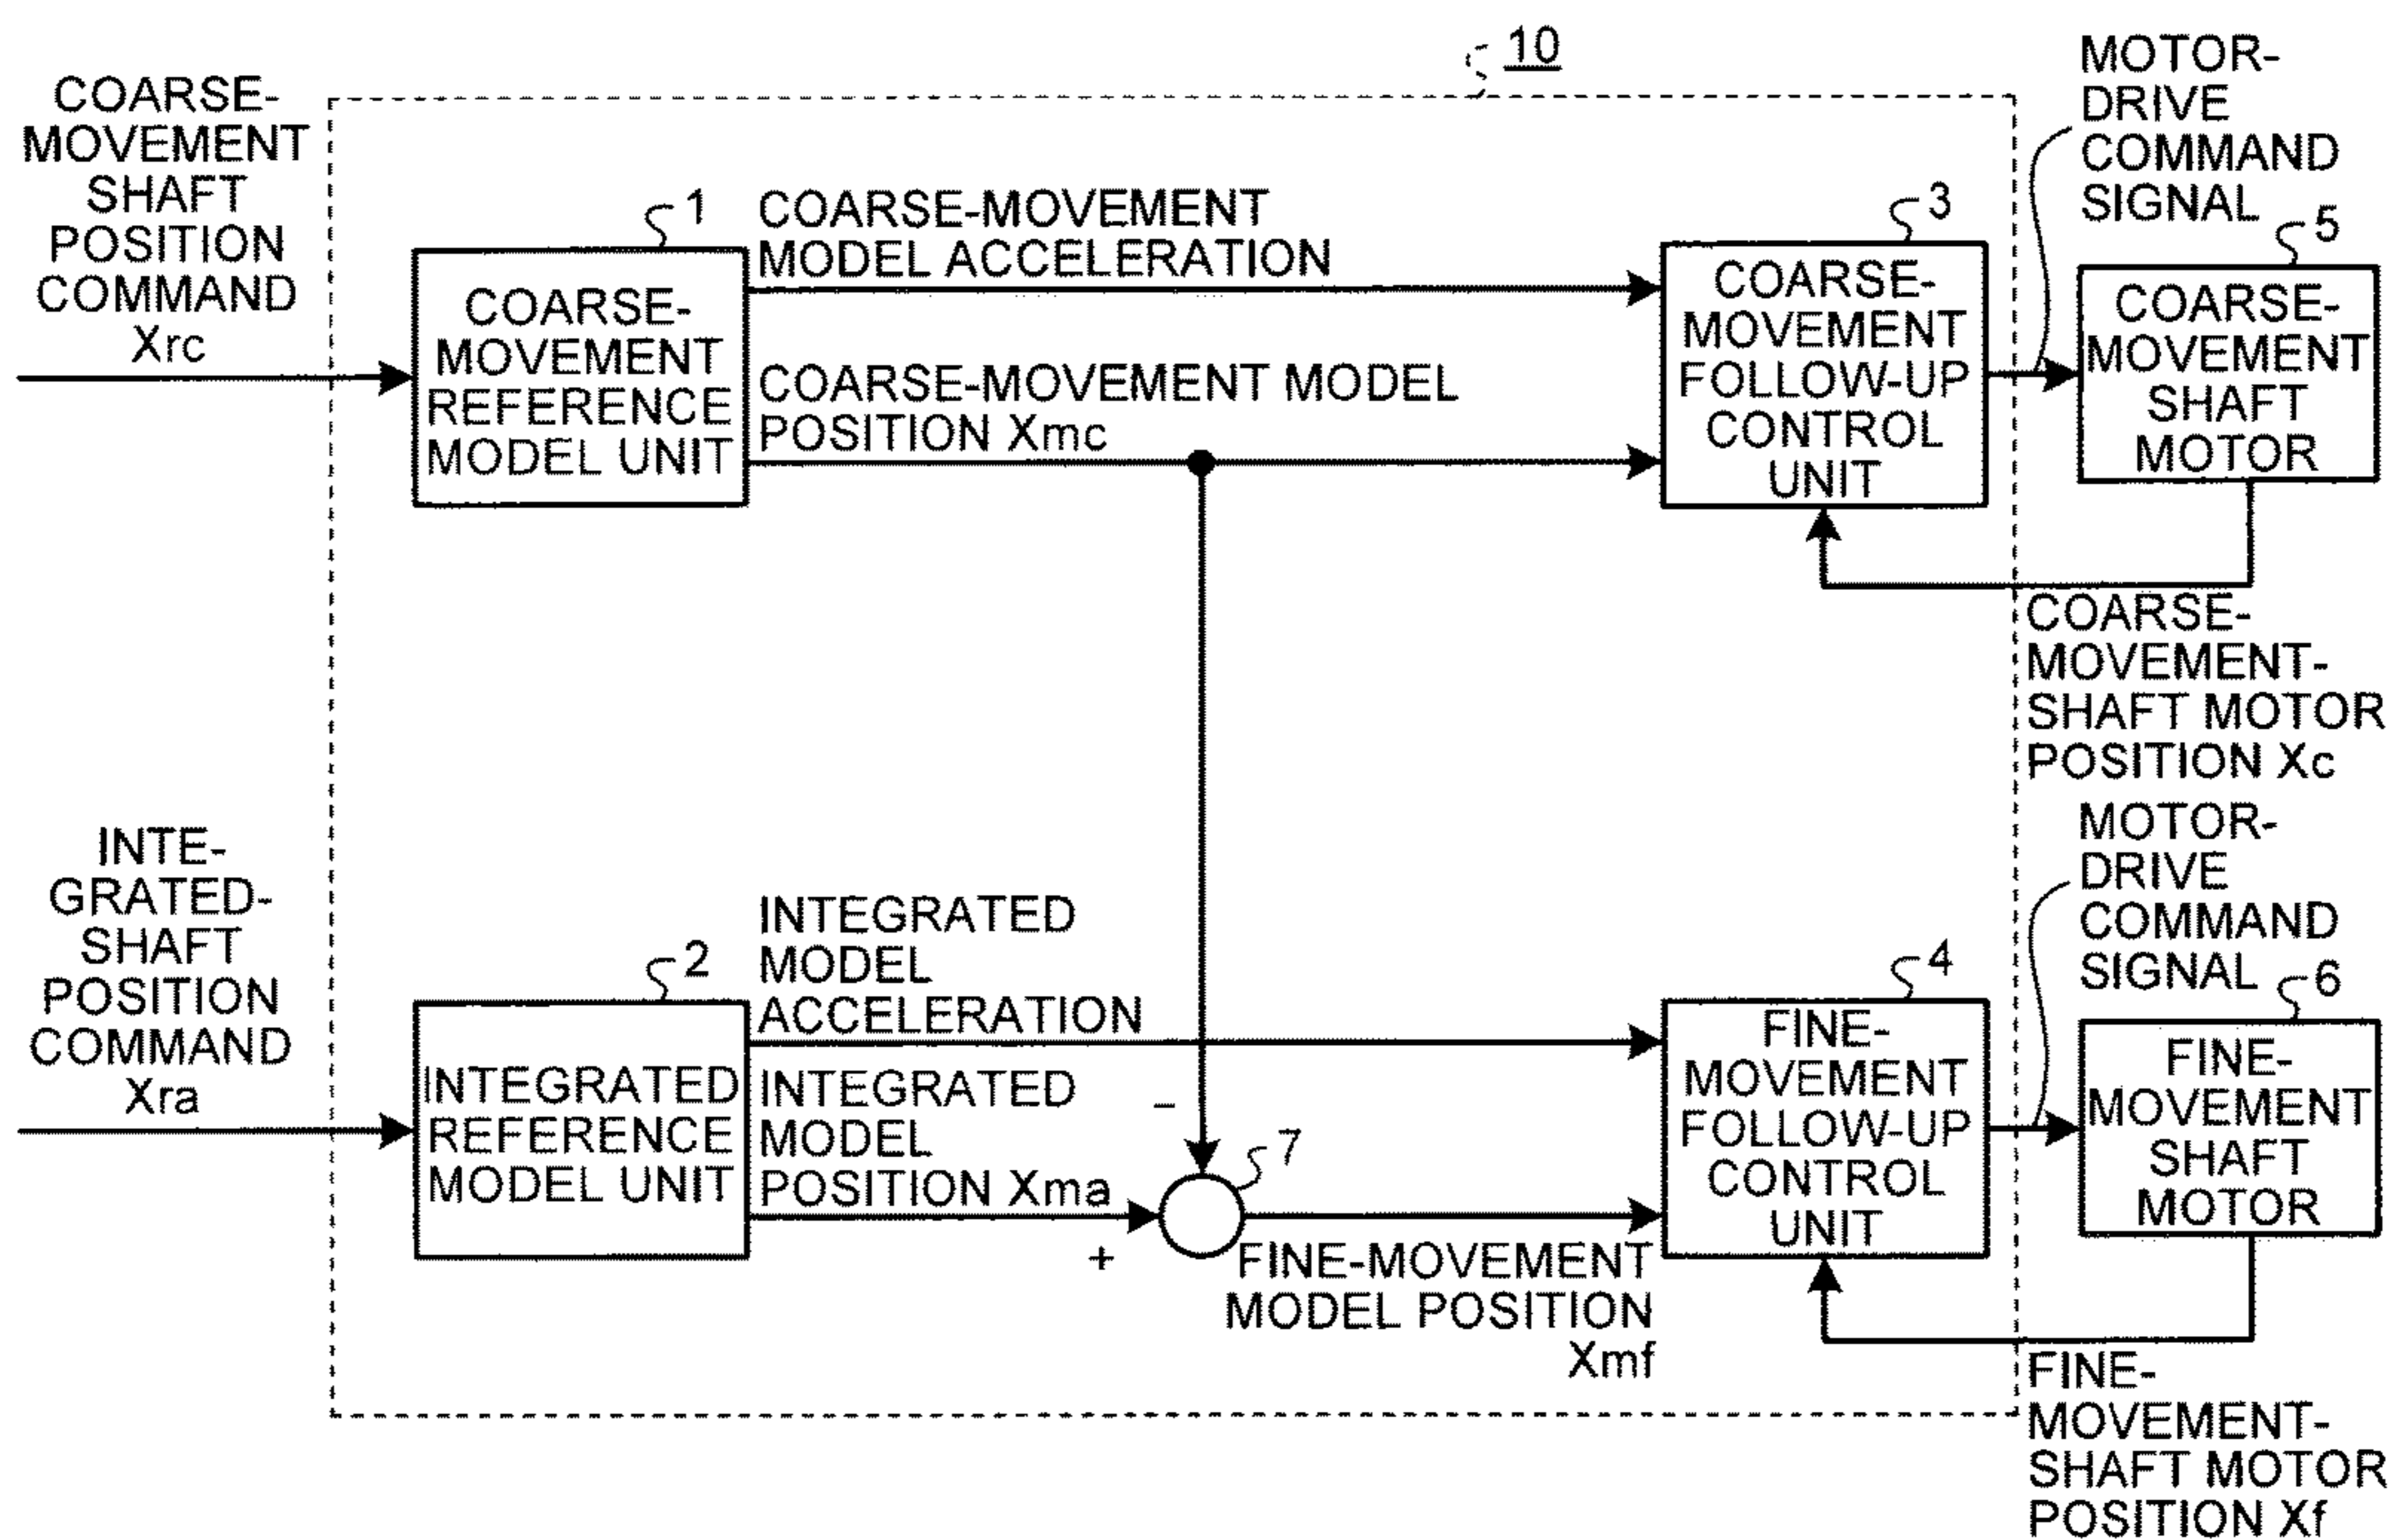 10
COARSE-
MOVEMENT
SHAFT
POSITION
COMMAND
Xrc
1
COARSE-
MOVEMENT
REFERENCE
MODEL UNIT
COARSE-MOVEMENT
MODEL ACCELERATION
COARSE-MOVEMENT MODEL
POSITION Xmc
3
COARSE-
MOVEMENT
FOLLOW-UP
CONTROL
UNIT
MOTOR-
DRIVE
COMMAND
SIGNAL
5
COARSE-
MOVEMENT
SHAFT
MOTOR
COARSE-
MOVEMENT-
SHAFT MOTOR
POSITION Xc
INTE-
GRATED-
SHAFT
POSITION
COMMAND
Xra
2
INTEGRATED
REFERENCE
MODEL UNIT
INTEGRATED
MODEL
ACCELERATION
INTEGRATED
MODEL
POSITION Xma
−
+
7
FINE-MOVEMENT
MODEL POSITION
Xmf
4
FINE-
MOVEMENT
FOLLOW-UP
CONTROL
UNIT
MOTOR-
DRIVE
COMMAND
SIGNAL
6
FINE-
MOVEMENT
SHAFT
MOTOR
FINE-
MOVEMENT-
SHAFT MOTOR
POSITION Xf